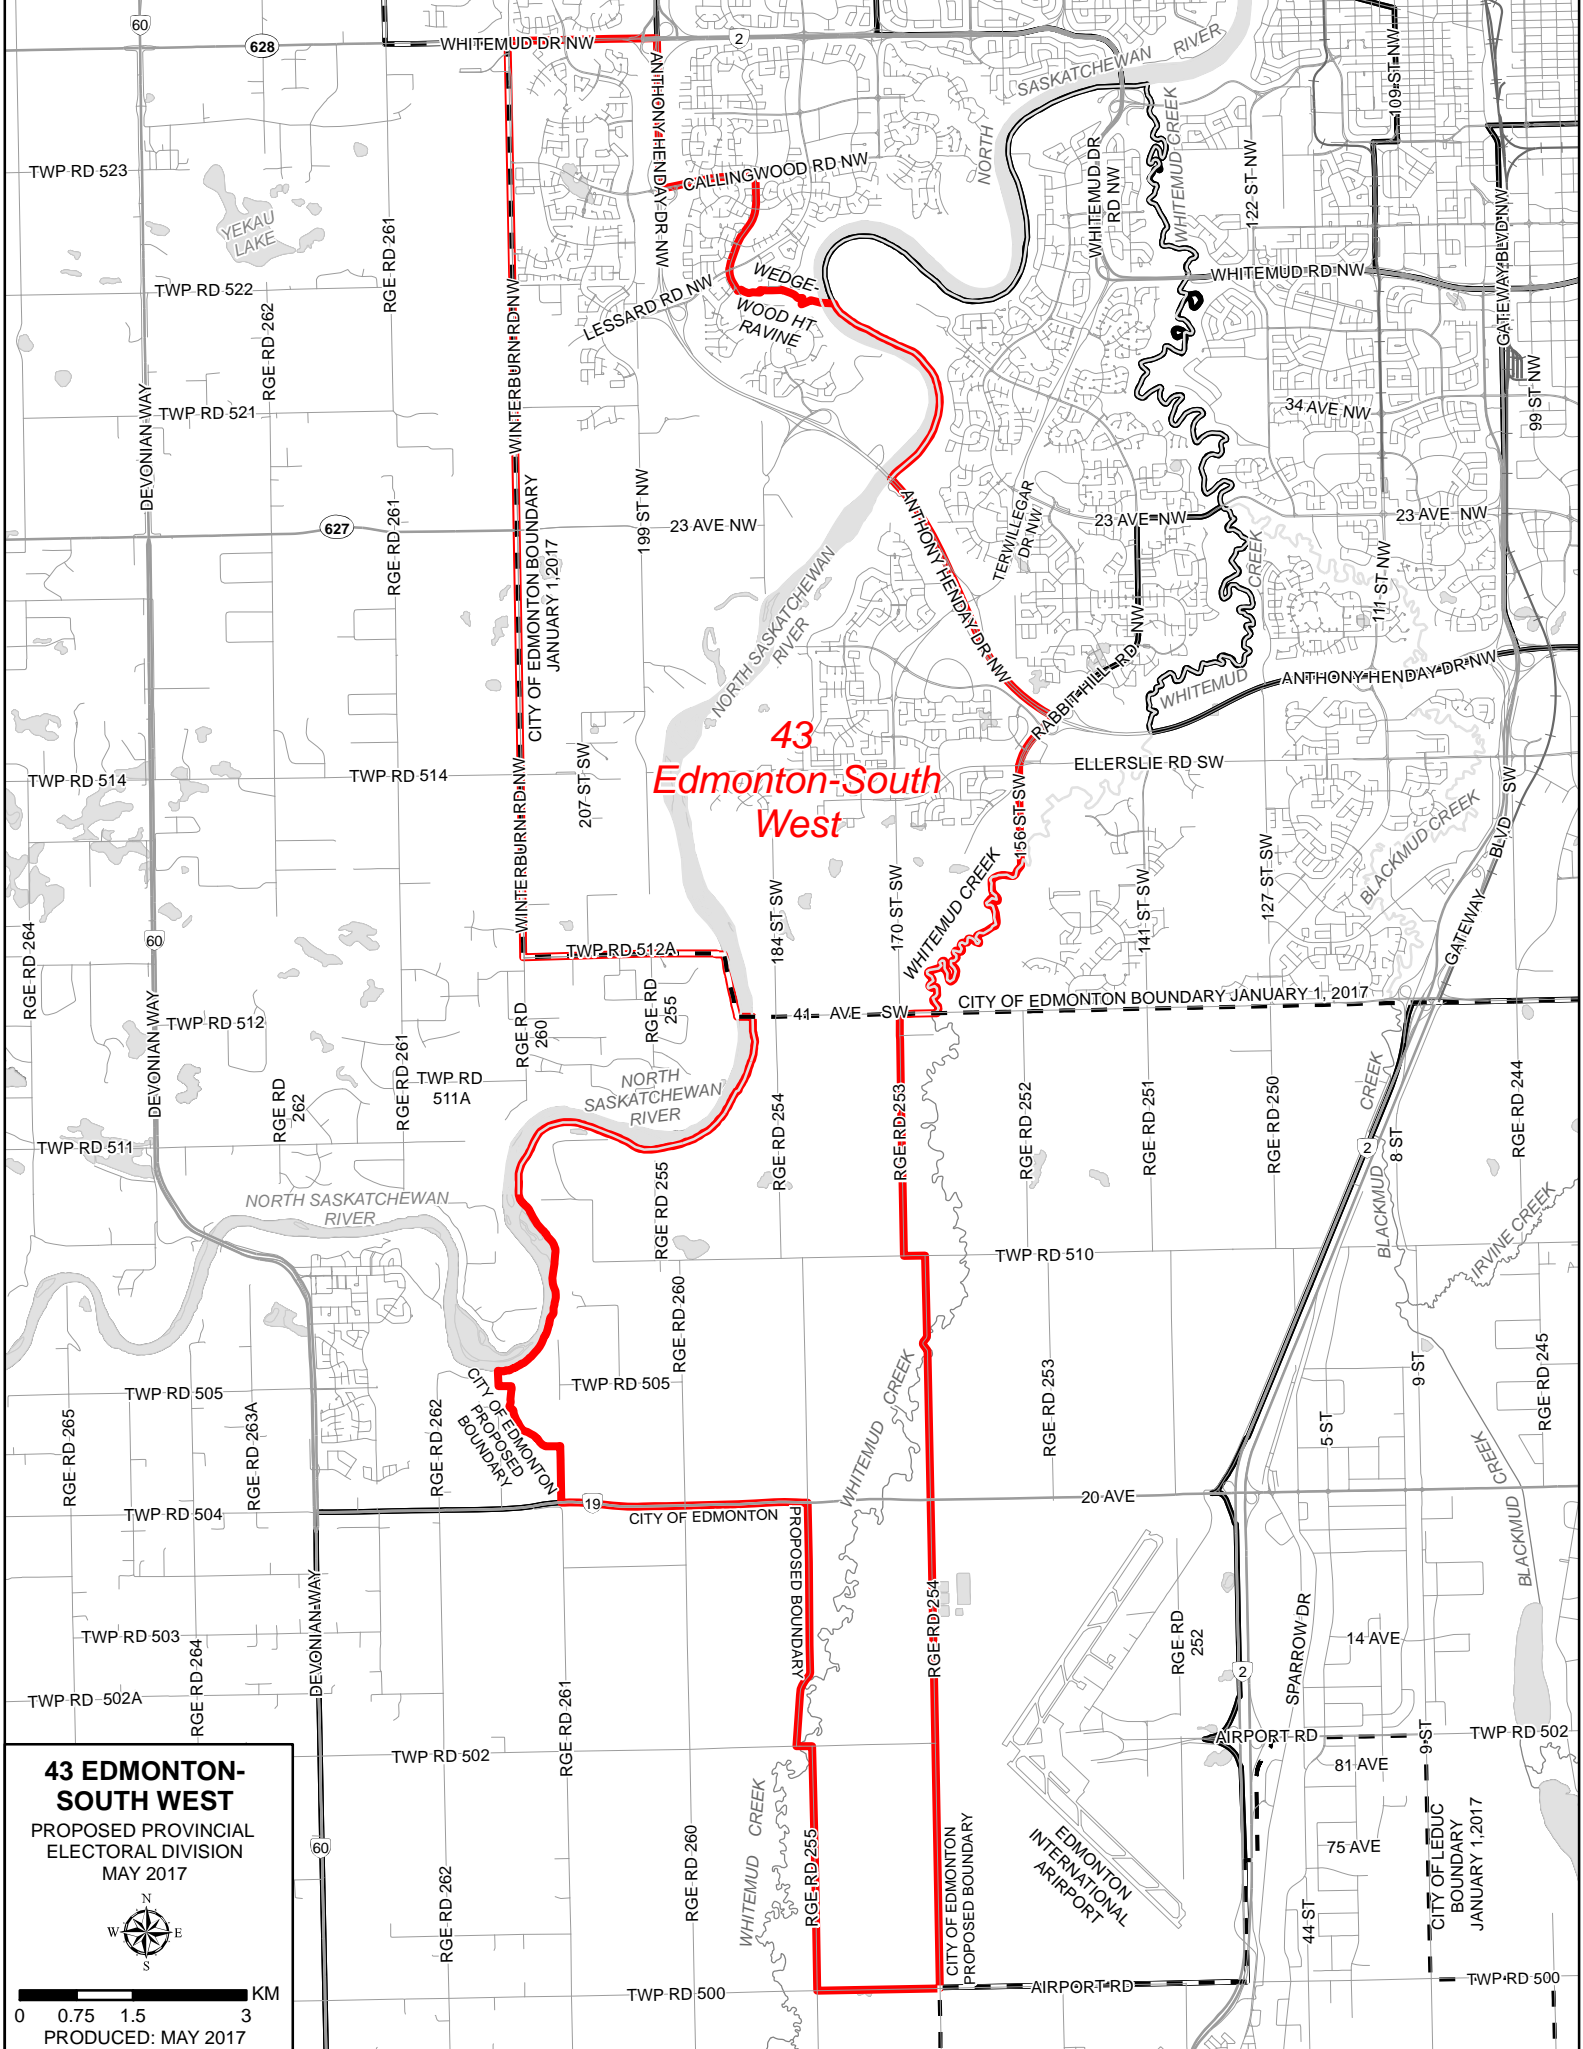 60
628
WHITEMUD DR NW
2
ANTHONY HENDAY DR NW
SASKATCHEWAN
RIVER
NORTH
109 ST NW
WHITEMUD CREEK
WHITEMUD DR
RD NW
122 ST NW
GATEWAY BLVD NW
TWP RD 523
YEKAU
LAKE
RGE RD 261
CALLINGWOOD RD NW
TWP RD 522
RGE RD 262
WINTERBURN RD NW
LESSARD RD NW
WEDGE-
WOOD HT
RAVINE
WHITEMUD RD NW
DEVONIAN WAY
TWP RD 521
34 AVE NW
99 ST NW
627
RGE RD 261
CITY OF EDMONTON BOUNDARY
JANUARY 1,2017
199 ST NW
23 AVE NW
ANTHONY HENDAY DR NW
TERWILLEGAR
DR NW
23 AVE NW
23 AVE NW
CREEK
111 ST NW
NORTH SASKATCHEWAN
RIVER
RABBIT HILL RD NW
WHITEMUD
ANTHONY HENDAY DR NW
43
Edmonton-South
West
TWP RD 514
TWP RD 514
WINTERBURN RD NW
207 ST SW
ELLERSLIE RD SW
156 ST SW
BLACKMUD CREEK
GATEWAY BLVD SW
RGE RD 264
60
TWP RD 512A
184 ST SW
170 ST SW
WHITEMUD CREEK
141 ST SW
127 ST SW
DEVONIAN WAY
TWP RD 512
RGE RD
260
RGE RD
255
41 AVE SW
CITY OF EDMONTON BOUNDARY JANUARY 1, 2017
RGE RD
262
RGE RD 261
TWP RD
511A
NORTH
SASKATCHEWAN
RIVER
RGE RD 254
RGE RD 253
RGE RD 252
RGE RD 251
RGE RD 250
CREEK
2
8 ST
RGE RD 244
TWP RD 511
NORTH SASKATCHEWAN
RIVER
RGE RD 255
TWP RD 510
BLACKMUD
IRVINE CREEK
RGE RD 260
TWP RD 505
CITY OF EDMONTON
PROPOSED
BOUNDARY
TWP RD 505
WHITEMUD CREEK
RGE RD 253
9 ST
RGE RD 245
RGE RD 265
RGE RD 263A
RGE RD 262
5 ST
CREEK
BLACKMUD
TWP RD 504
19
CITY OF EDMONTON
PROPOSED BOUNDARY
20 AVE
BLACKMUD
DEVONIAN WAY
TWP RD 503
RGE RD 264
RGE RD 254
RGE RD
252
SPARROW DR
14 AVE
2
TWP RD 502A
RGE RD 261
TWP RD 502
AIRPORT RD
9 ST
TWP RD 502
81 AVE
43 EDMONTON-
SOUTH WEST
PROPOSED PROVINCIAL
ELECTORAL DIVISION
MAY 2017
N
W E
S
KM
0 0.75 1.5 3
PRODUCED: MAY 2017
60
RGE RD 262
RGE RD 260
WHITEMUD CREEK
RGE RD 255
CITY OF EDMONTON
PROPOSED BOUNDARY
EDMONTON
INTERNATIONAL
ARIRPORT
75 AVE
44 ST
CITY OF LEDUC
BOUNDARY
JANUARY 1,2017
TWP RD 500
AIRPORT RD
TWP RD 500